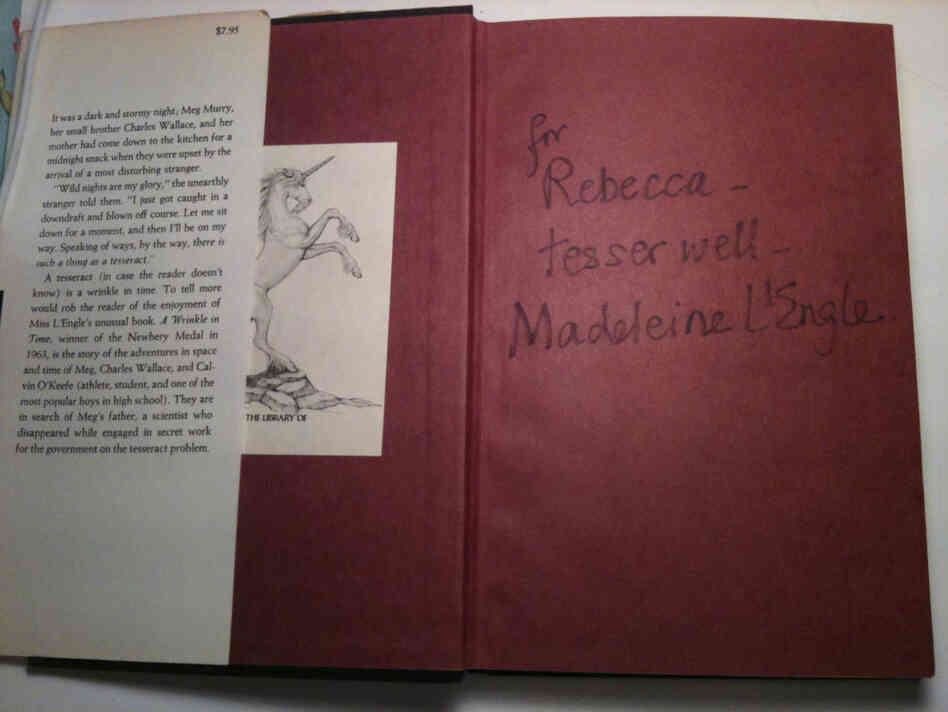 $7.95
It was a dark and stormy night; Meg Murry,
her small brother Charles Wallace, and her
mother had come down to the kitchen for a
midnight snack when they were upset by the
arrival of a most disturbing stranger.
"Wild nights are my glory," the unearthly
stranger told them. "I just got caught in a
downdraft and blown off course. Let me sit
down for a moment, and then I'll be on my
way. Speaking of ways, by the way, there is
such a thing as a tesseract."
A tesseract (in case the reader doesn't
know) is a wrinkle in time. To tell more
would rob the reader of the enjoyment of
Miss L'Engle's unusual book. A Wrinkle in
Time, winner of the Newbery Medal in
1963, is the story of the adventures in space
and time of Meg, Charles Wallace, and Cal-
vin O'Keefe (athlete, student, and one of the
most popular boys in high school). They are
in search of Meg's father, a scientist who
disappeared while engaged in secret work
for the government on the tesseract problem.
THE LIBRARY OF
for
Rebecca -
tesser well -
Madeleine L'Engle.